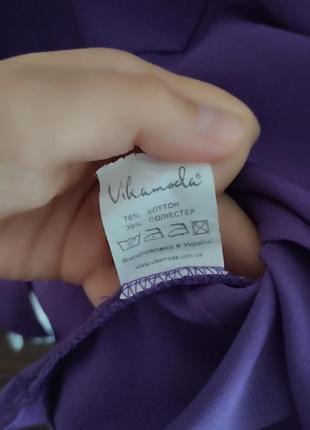 Vikamoda®
70% КОТТОН
30% ПОЛІЕСТЕР
Виготовлено в Україні
www.vikamoda.com.ua